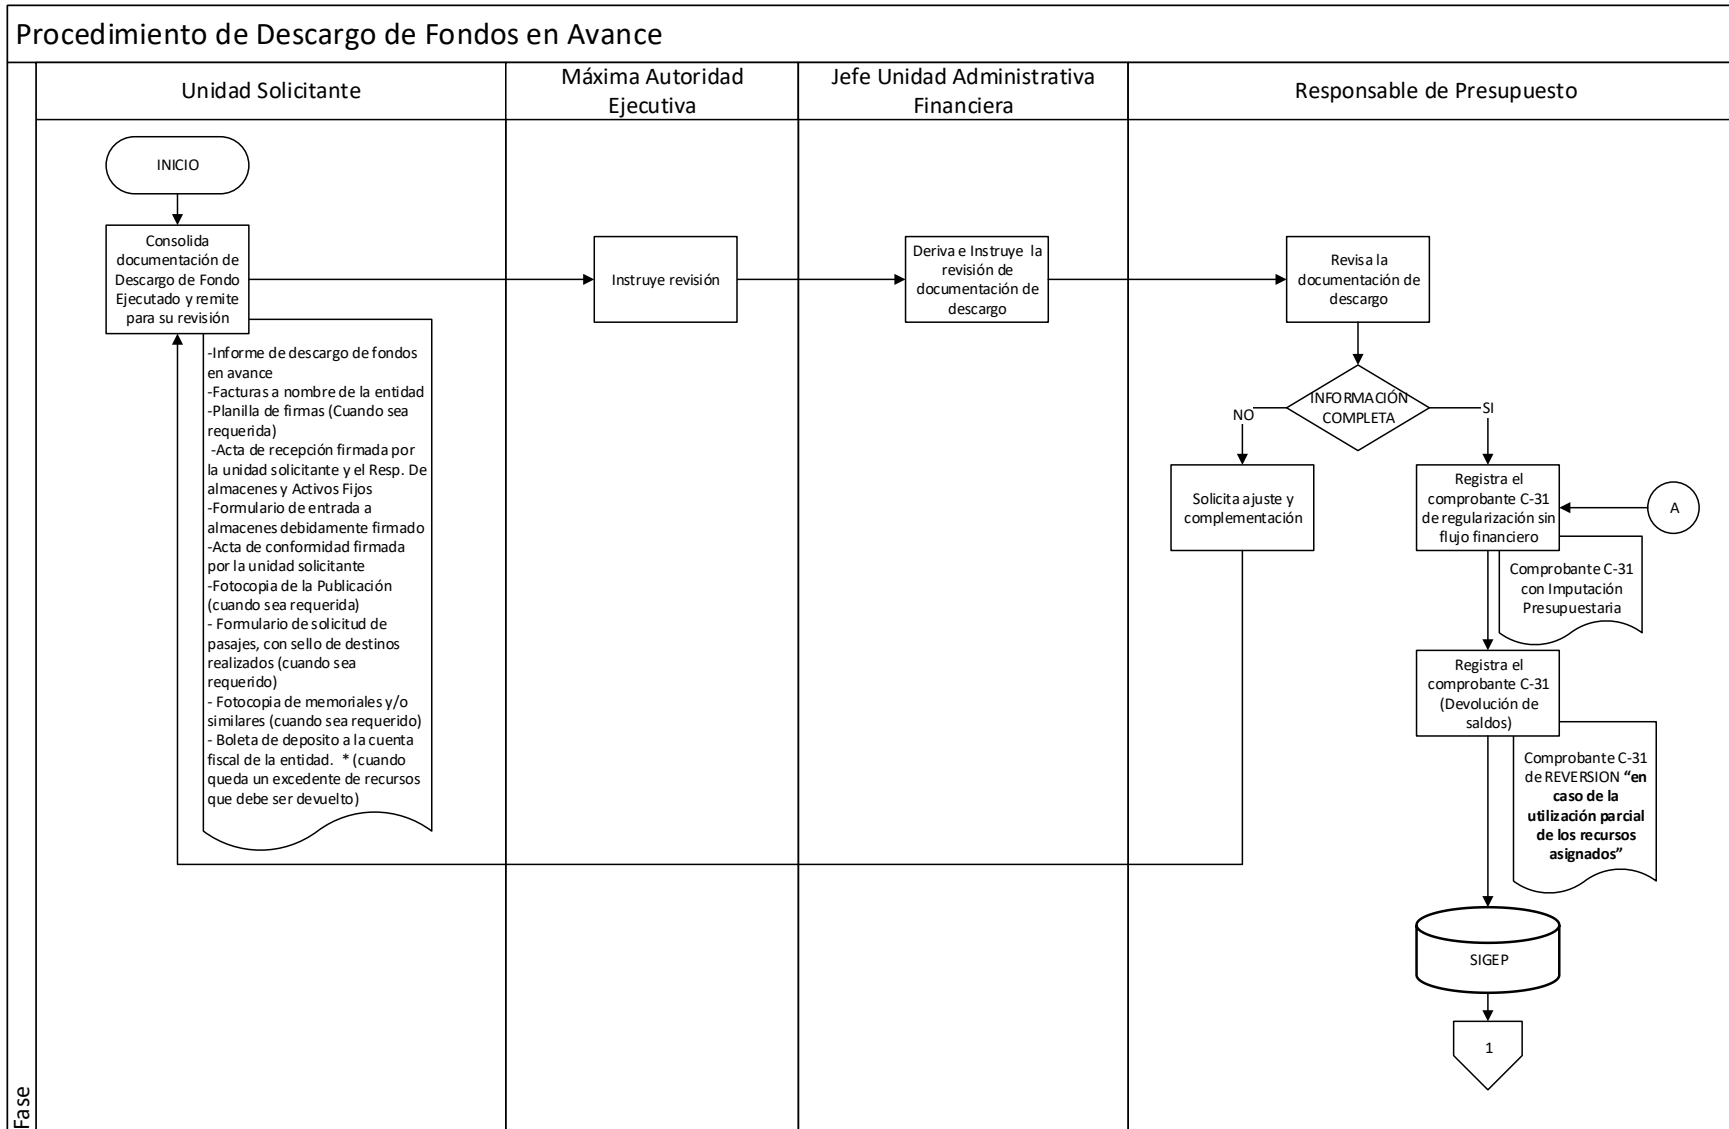 Procedimiento de Descargo de Fondos en Avance
Fase
Unidad Solicitante
Máxima Autoridad
Ejecutiva
Jefe Unidad Administrativa
Financiera
Responsable de Presupuesto
INICIO
Consolida
documentación de
Descargo de Fondo
Ejecutado y remite
para su revisión
Instruye revisión
Deriva e Instruye la
revisión de
documentación de
descargo
Revisa la
documentación de
descargo
-Informe de descargo de fondos
en avance
-Facturas a nombre de la entidad
-Planilla de firmas (Cuando sea
requerida)
-Acta de recepción firmada por
la unidad solicitante y el Resp. De
almacenes y Activos Fijos
-Formulario de entrada a
almacenes debidamente firmado
-Acta de conformidad firmada
por la unidad solicitante
-Fotocopia de la Publicación
(cuando sea requerida)
- Formulario de solicitud de
pasajes, con sello de destinos
realizados (cuando sea
requerido)
- Fotocopia de memoriales y/o
similares (cuando sea requerido)
- Boleta de deposito a la cuenta
fiscal de la entidad. * (cuando
queda un excedente de recursos
que debe ser devuelto)
INFORMACIÓN
COMPLETA
NO
SI
Solicita ajuste y
complementación
Registra el
comprobante C-31
de regularización sin
flujo financiero
A
Comprobante C-31
con Imputación
Presupuestaria
Registra el
comprobante C-31
(Devolución de
saldos)
Comprobante C-31
de REVERSION “en
caso de la
utilización parcial
de los recursos
asignados”
SIGEP
1